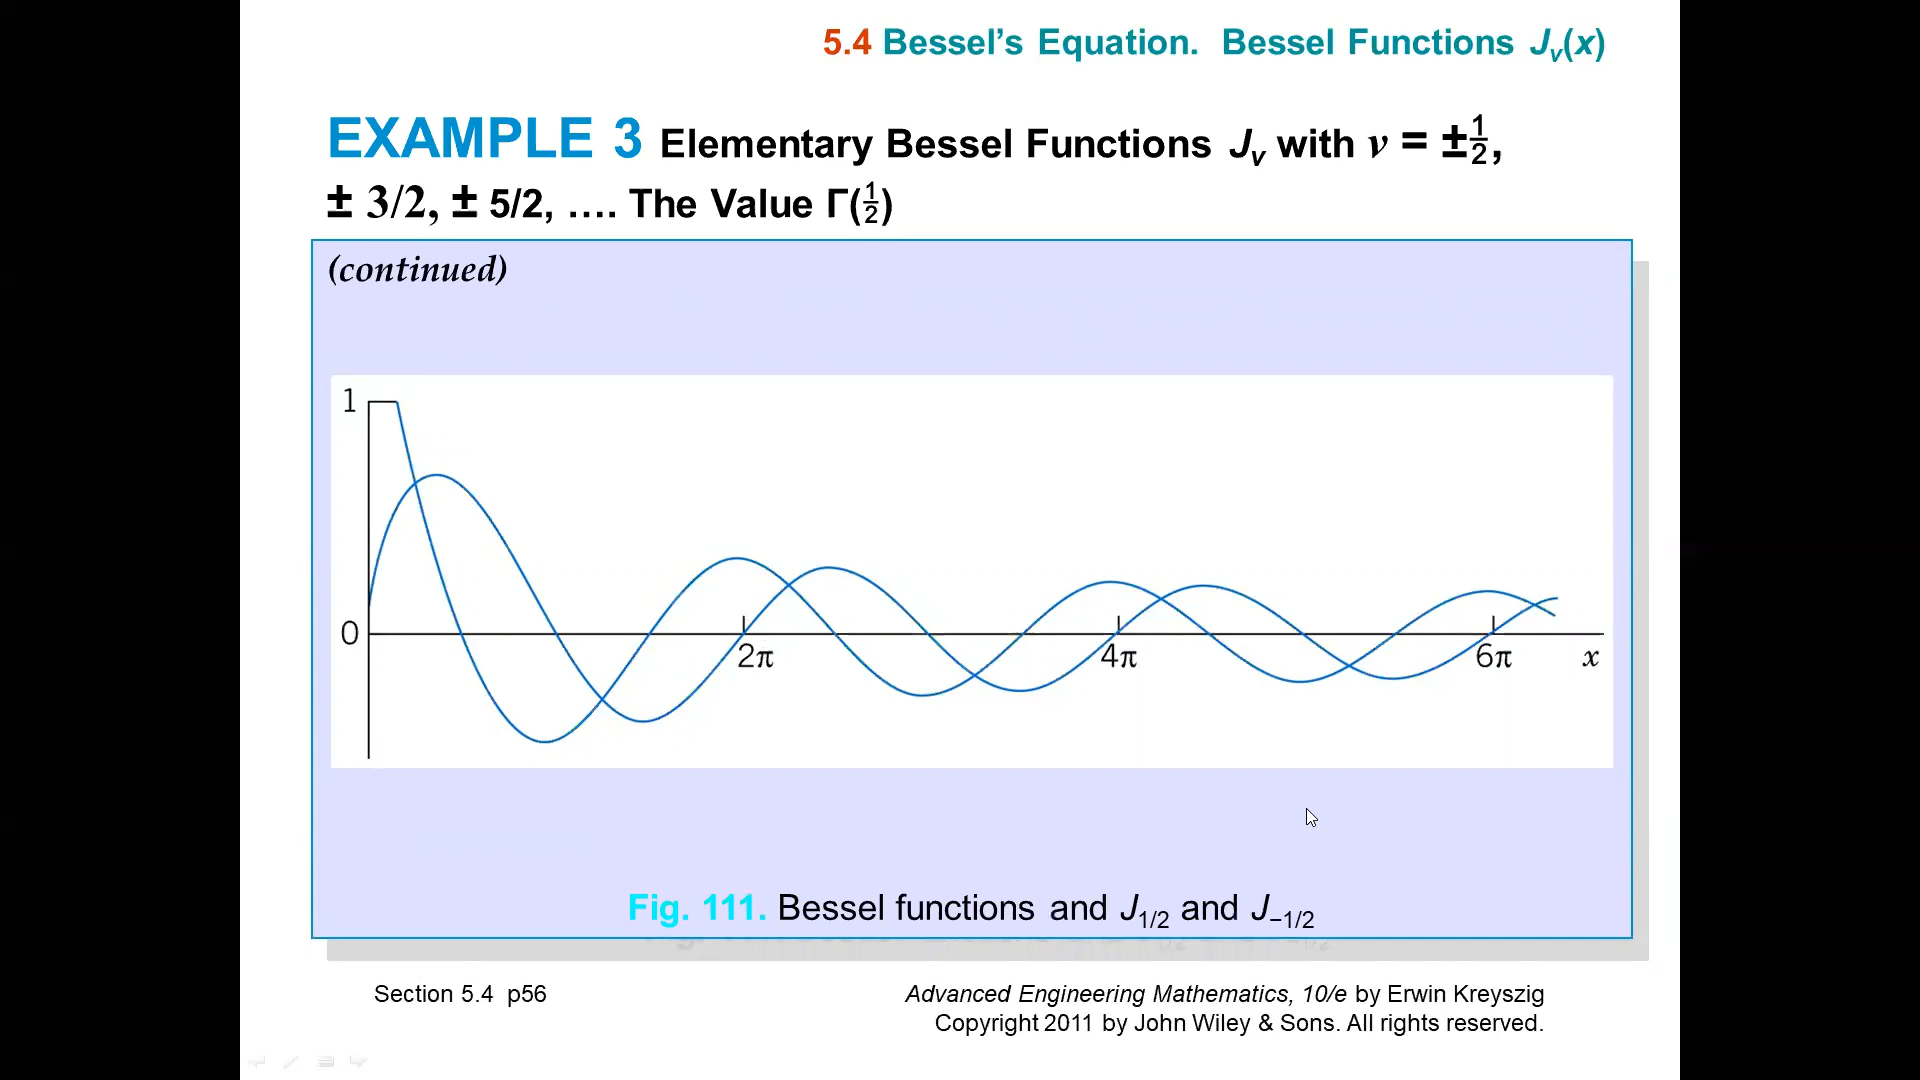 5.4 Bessel’s Equation. Bessel Functions Jᵥ(x)
EXAMPLE 3 Elementary Bessel Functions Jᵥ with ν = ±½,
± 3/2, ± 5/2, …. The Value Γ(½)
(continued)
1
0
2π
4π
6π
x
Fig. 111. Bessel functions and J1/2 and J−1/2
Section 5.4 p56
Advanced Engineering Mathematics, 10/e by Erwin Kreyszig
Copyright 2011 by John Wiley & Sons. All rights reserved.